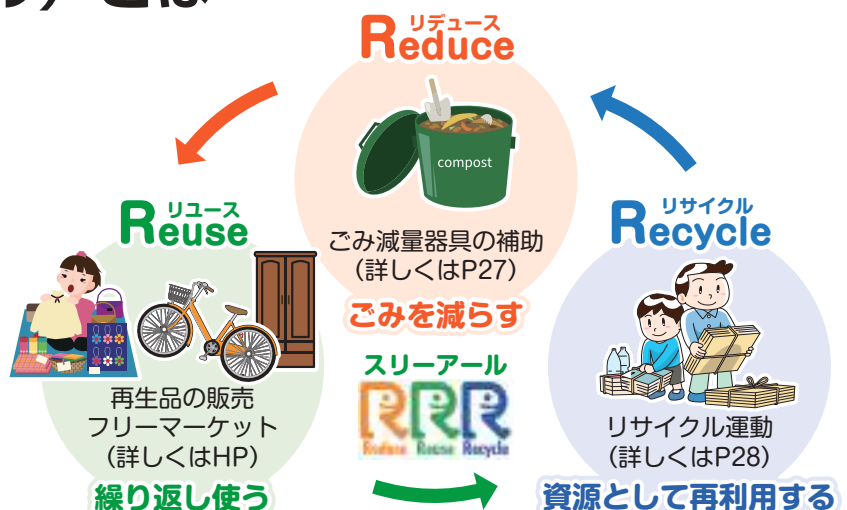 とは
リデュース
Reduce
compost
ごみ減量器具の補助
（詳しくはP27）
ごみを減らす
リユース
Reuse
再生品の販売
フリーマーケット
（詳しくはHP）
繰り返し使う
スリーアール
RRR
Reduce Reuse Recycle
リサイクル
Recycle
リサイクル運動
（詳しくはP28）
資源として再利用する